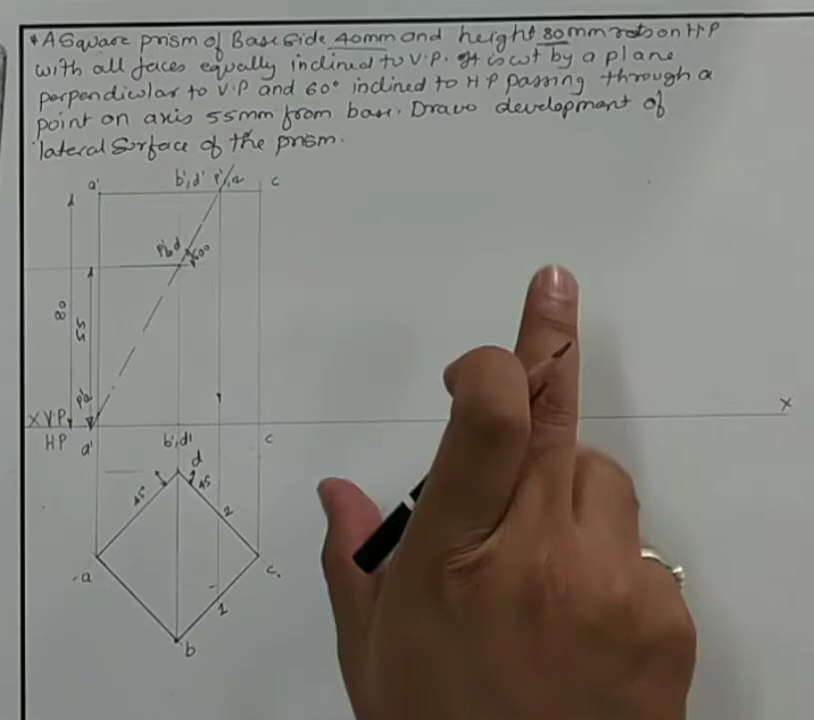 * A Square prism of Base side 40mm and height 80mm rests on H P
with all faces equally inclined to V.P. It is cut by a plane
perpendicular to V.P and 60° inclined to H P passing through a
point on axis 55mm from base. Draw development of
lateral Surface of the prism.
a' b', d' c
60°
80
55
X VP
HP
X
a' b', d' c
d
45 45
2
a c.
1
b